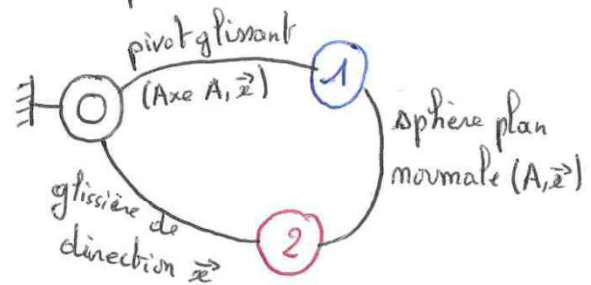 pivot glissant
(Axe A, x⃗)
1
0
sphère plan
normale (A, x⃗)
glissière de
direction x⃗
2